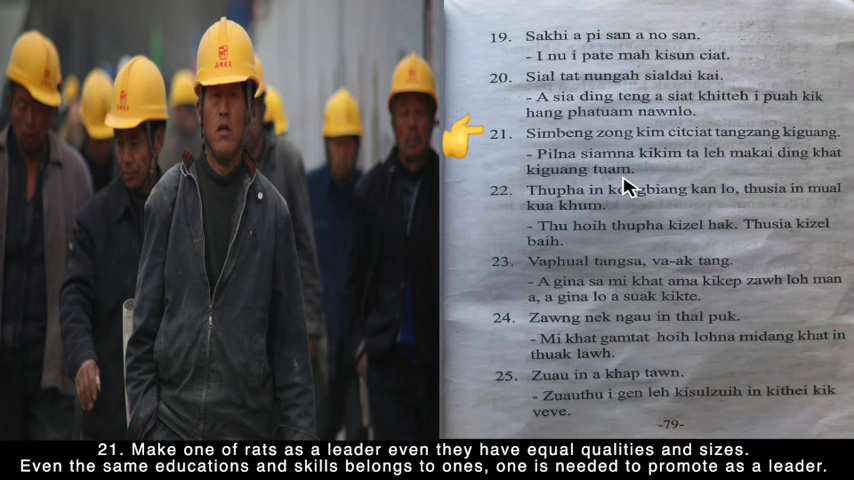 19. Sakhi a pi san a no san.
- I nu i pate mah kisun ciat.
20. Sial tat nungah sialdai kai.
- A sia ding teng a siat khitteh i puah kik
hang phatuam nawnlo.
21. Simbeng zong kim citciat tangzang kiguang.
- Pilna siamna kikim ta leh makai ding khat
kiguang tuam.
22. Thupha in lo, thusia in mual
kua khum.
- Thu hoih thupha kizel hak. Thusia kizel
baih.
23. Vaphual tangsa, va-ak tang.
- A gina sa mi khat ama kikep zawh loh man
a, a gina lo a suak kikte.
24. Zawng nek ngau in thal puk.
- Mi khat gamtat hoih lohna midang khat in
thuak lawh.
25. Zuau in a khap tawn.
- Zuauthu i gen leh kisulzuih in kithei kik
veve.
-79-
21. Make one of rats as a leader even they have equal qualities and sizes.
Even the same educations and skills belongs to ones, one is needed to promote as a leader.